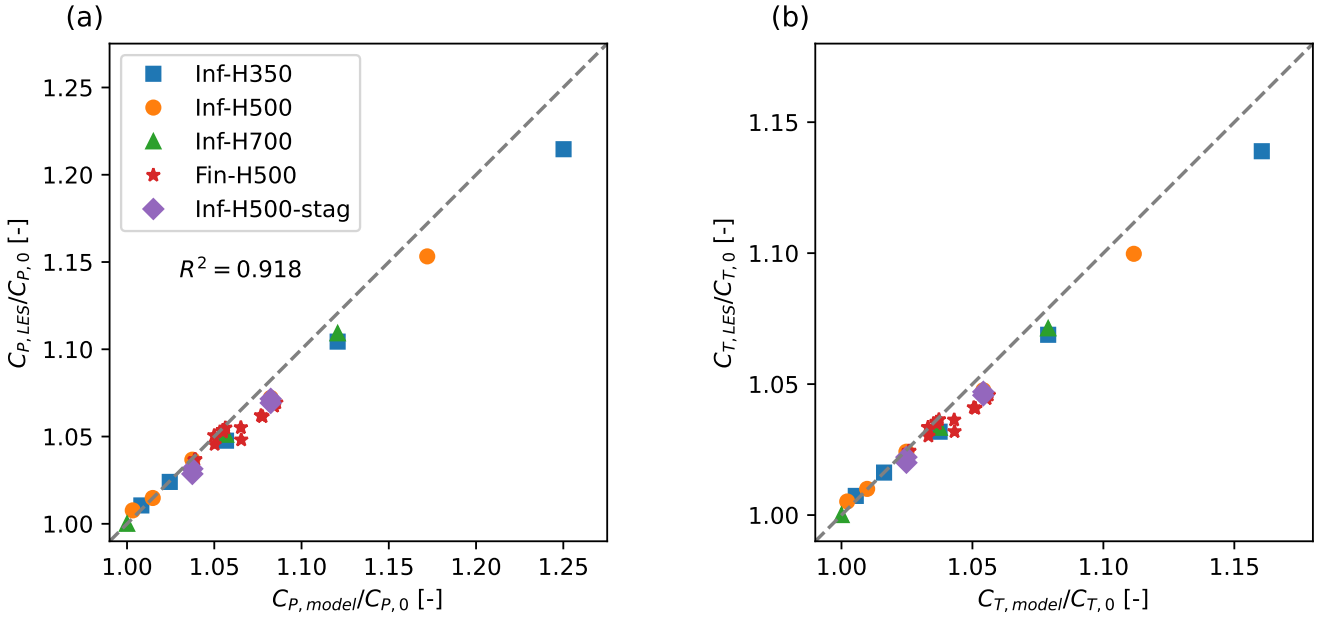 (a)
1.25
1.20
1.15
1.10
1.05
1.00
C_{P,LES}/C_{P,0} [-]
Inf-H350
Inf-H500
Inf-H700
Fin-H500
Inf-H500-stag
R² = 0.918
1.00 1.05 1.10 1.15 1.20 1.25
C_{P,model}/C_{P,0} [-]
(b)
1.15
1.10
1.05
1.00
C_{T,LES}/C_{T,0} [-]
1.00 1.05 1.10 1.15
C_{T,model}/C_{T,0} [-]